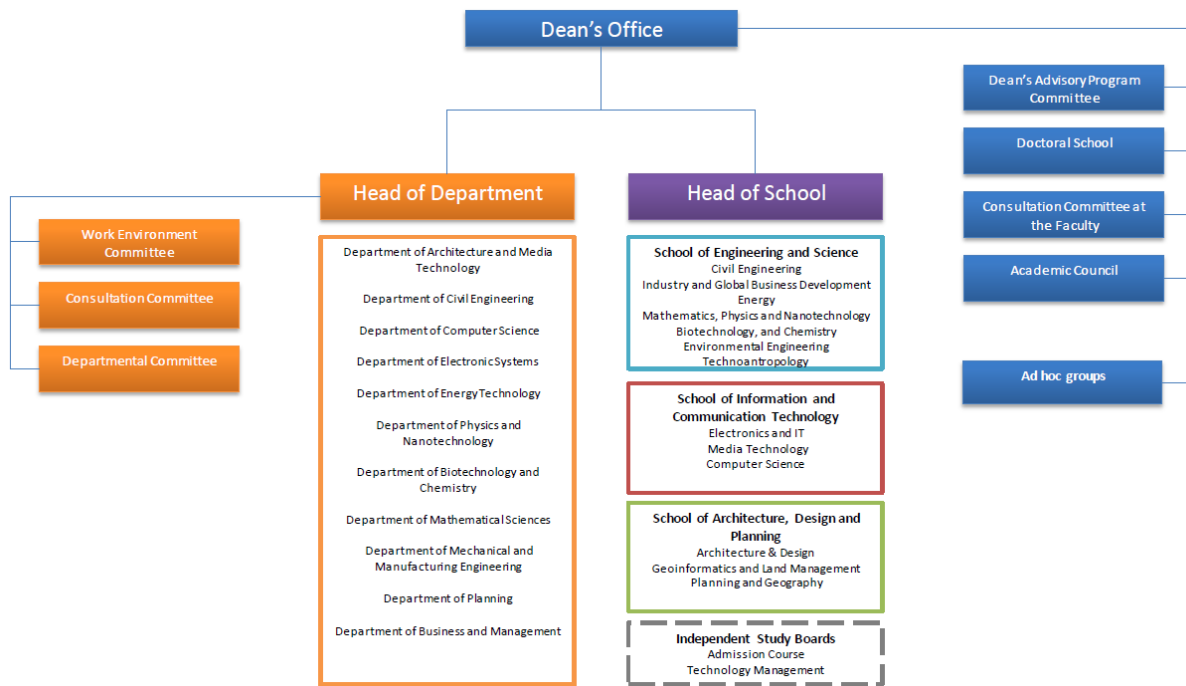 Dean's Office
Dean's Advisory Program
Committee
Doctoral School
Consultation Committee at
the Faculty
Academic Council
Ad hoc groups
Head of Department
Head of School
Work Environment
Committee
Consultation Committee
Departmental Committee
Department of Architecture and Media
Technology
Department of Civil Engineering
Department of Computer Science
Department of Electronic Systems
Department of Energy Technology
Department of Physics and
Nanotechnology
Department of Biotechnology and
Chemistry
Department of Mathematical Sciences
Department of Mechanical and
Manufacturing Engineering
Department of Planning
Department of Business and Management
School of Engineering and Science
Civil Engineering
Industry and Global Business Development
Energy
Mathematics, Physics and Nanotechnology
Biotechnology, and Chemistry
Environmental Engineering
Technoantropology
School of Information and
Communication Technology
Electronics and IT
Media Technology
Computer Science
School of Architecture, Design and
Planning
Architecture & Design
Geoinformatics and Land Management
Planning and Geography
Independent Study Boards
Admission Course
Technology Management